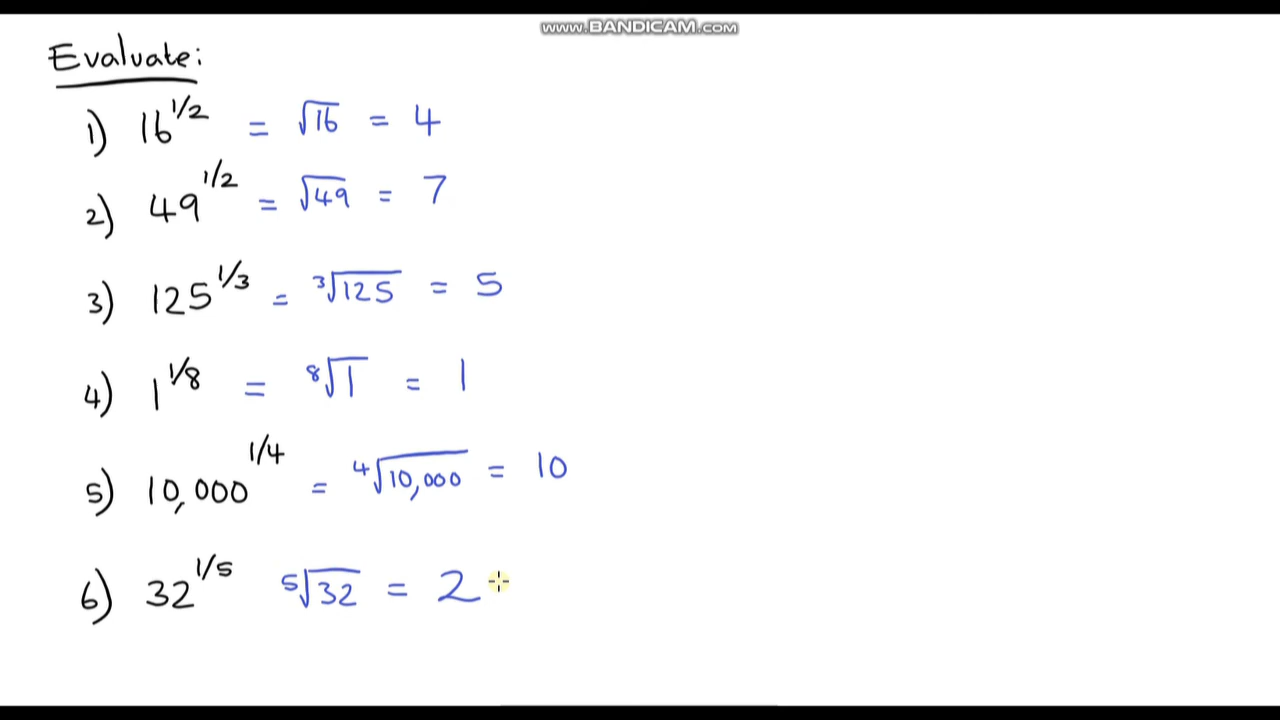 www.BANDICAM.com
Evaluate:
1) 16^1/2 = √16 = 4
2) 49^1/2 = √49 = 7
3) 125^1/3 = ³√125 = 5
4) 1^1/8 = ⁸√1 = 1
5) 10,000^1/4 = ⁴√10,000 = 10
6) 32^1/5 ⁵√32 = 2